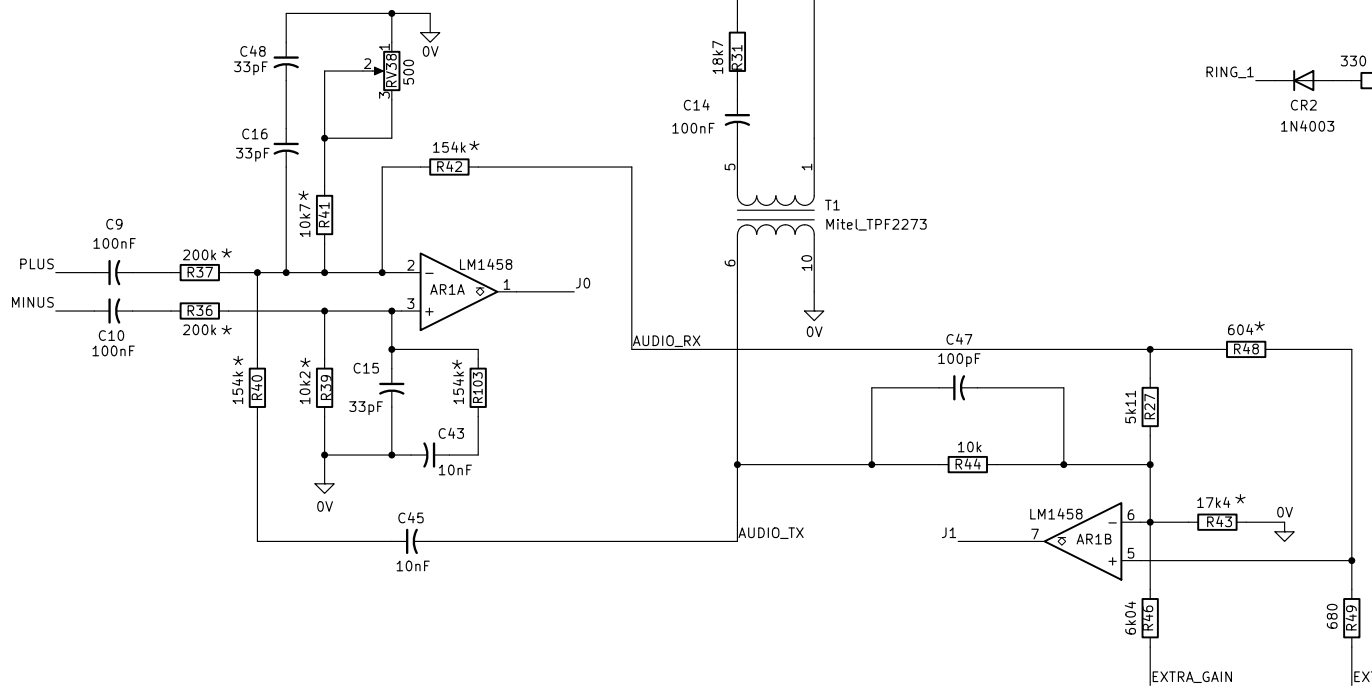 C48
33pF
0V
1
2
3
RV38
500
C16
33pF
154k*
R42
10k7*
R41
C9
100nF
PLUS
200k*
R37
MINUS
R36
200k*
C10
100nF
2
LM1458
AR1A
1
J0
3
154k*
R40
10k2*
R39
C15
33pF
154k*
R103
C43
10nF
0V
C45
10nF
18k7
R31
C14
100nF
5
1
T1
Mitel_TPF2273
6
10
0V
AUDIO_RX
C47
100pF
10k
R44
AUDIO_TX
RING_1
CR2
1N4003
330
604*
R48
5k11
R27
LM1458
17k4*
R43
0V
J1
7
AR1B
6
5
6k04
R46
680
R49
EXTRA_GAIN
EX